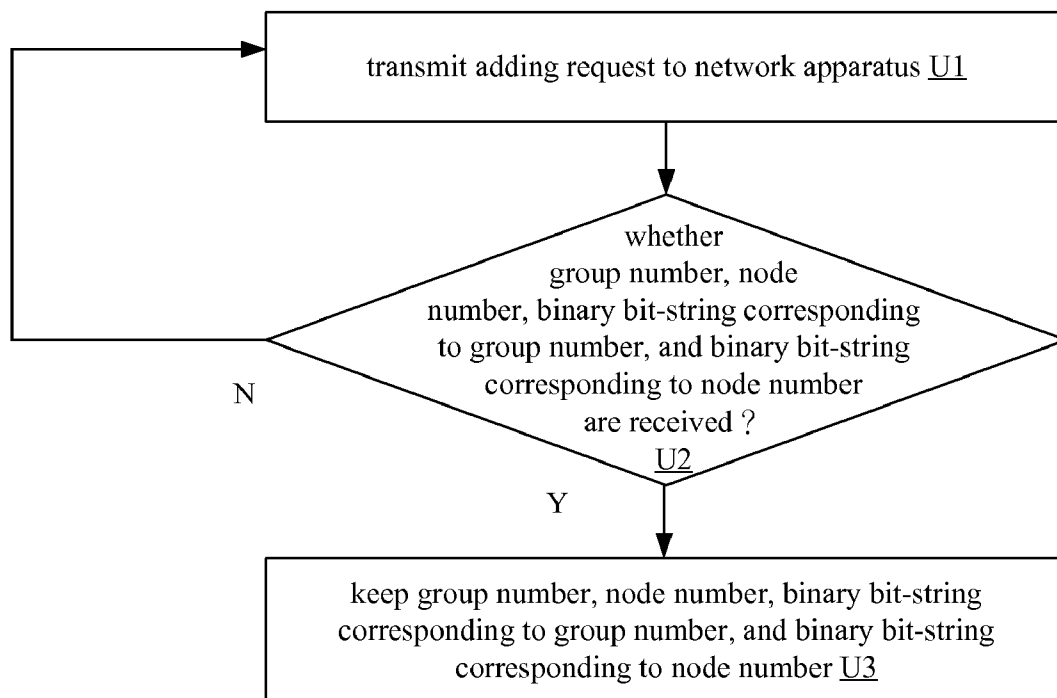 transmit adding request to network apparatus U1
whether
group number, node
number, binary bit-string corresponding
to group number, and binary bit-string
corresponding to node number
are received ?
U2
N
Y
keep group number, node number, binary bit-string
corresponding to group number, and binary bit-string
corresponding to node number U3